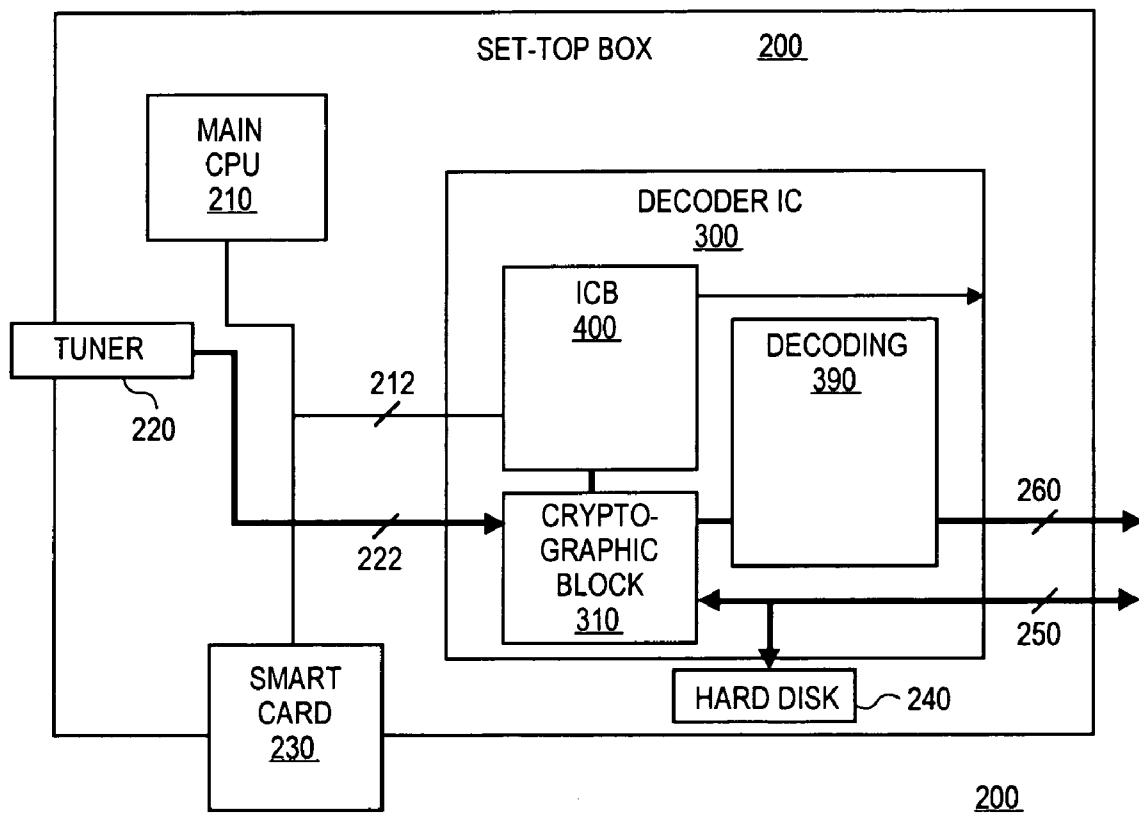 SET-TOP BOX 200
MAIN
CPU
210
DECODER IC
300
ICB
400
TUNER
220
DECODING
390
212
222
CRYPTO-
GRAPHIC
BLOCK
310
260
250
SMART
CARD
230
HARD DISK
240
200